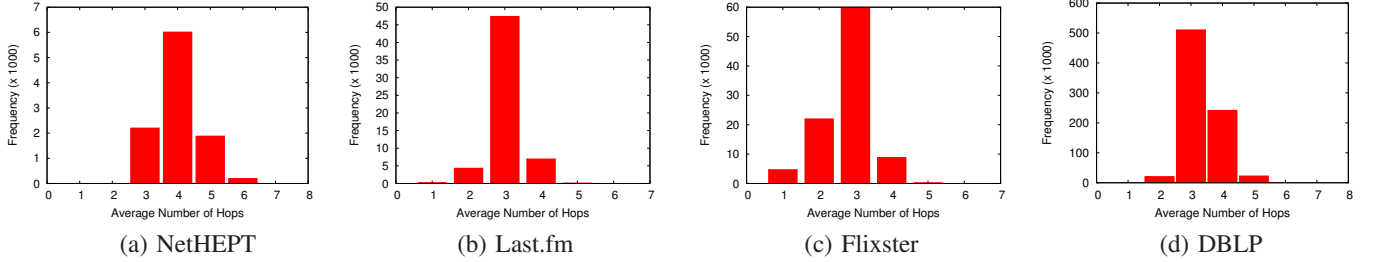 7
6
5
4
3
2
1
0
Frequency (x 1000)
0 1 2 3 4 5 6 7 8
Average Number of Hops
(a) NetHEPT
50
45
40
35
30
25
20
15
10
5
0
Frequency (x 1000)
0 1 2 3 4 5 6 7
Average Number of Hops
(b) Last.fm
60
50
40
30
20
10
0
Frequency (x 1000)
0 1 2 3 4 5 6 7
Average Number of Hops
(c) Flixster
600
500
400
300
200
100
0
Frequency (x 1000)
0 1 2 3 4 5 6 7 8
Average Number of Hops
(d) DBLP